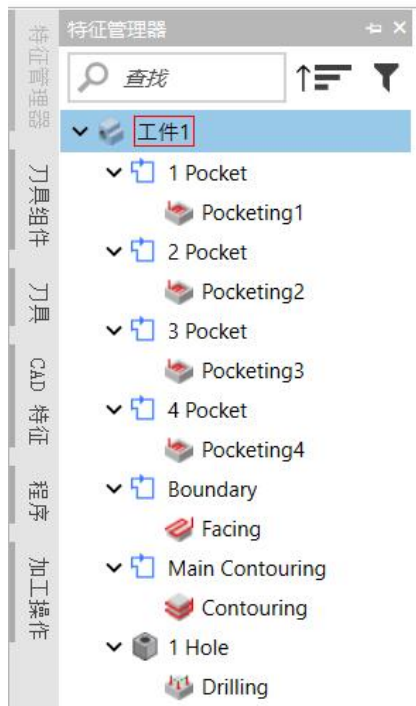 特征管理器
查找
工件1
1 Pocket
Pocketing1
2 Pocket
Pocketing2
3 Pocket
Pocketing3
4 Pocket
Pocketing4
Boundary
Facing
Main Contouring
Contouring
1 Hole
Drilling
特征管理器
刀具组件
刀具
CAD 特征
程序
加工操作